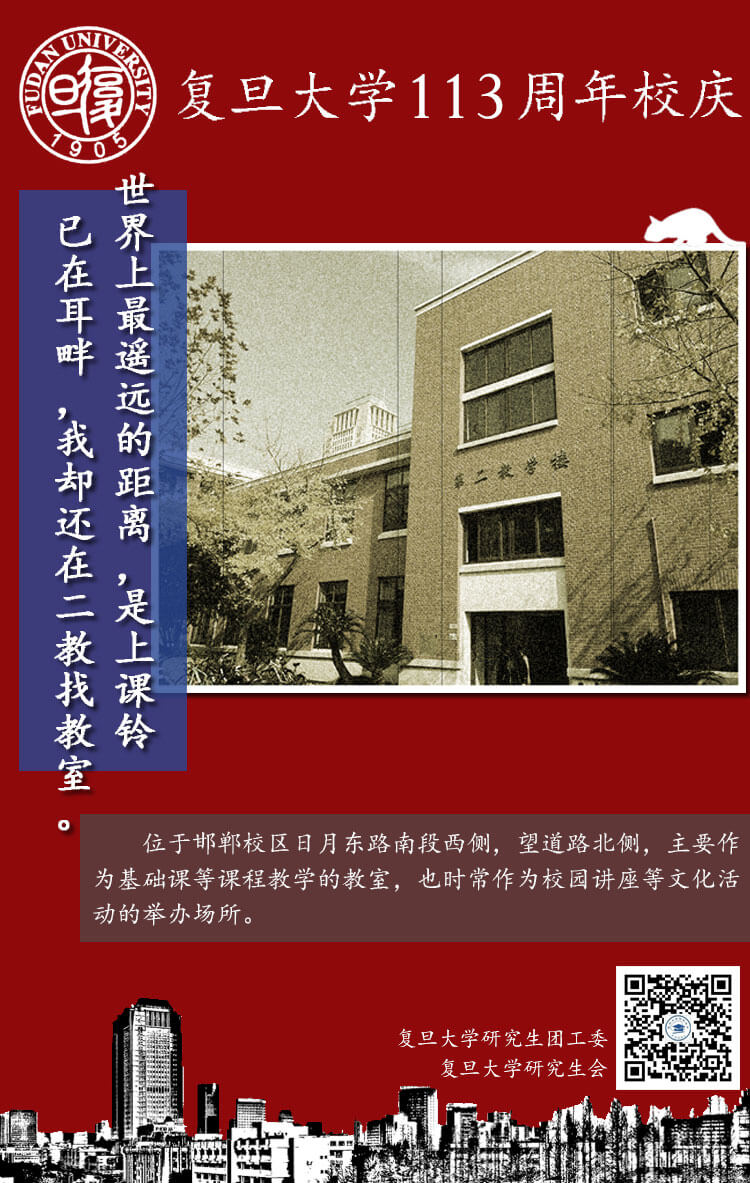 FUDAN UNIVERSITY
復旦
1905
复旦大学113周年校庆
世界上最遥远的距离，是上课铃
已在耳畔，我却还在二教找教室。
第二教学楼
位于邯郸校区日月东路南段西侧，望道路北侧，主要作
为基础课等课程教学的教室，也时常作为校园讲座等文化活
动的举办场所。
复旦大学研究生团工委
复旦大学研究生会